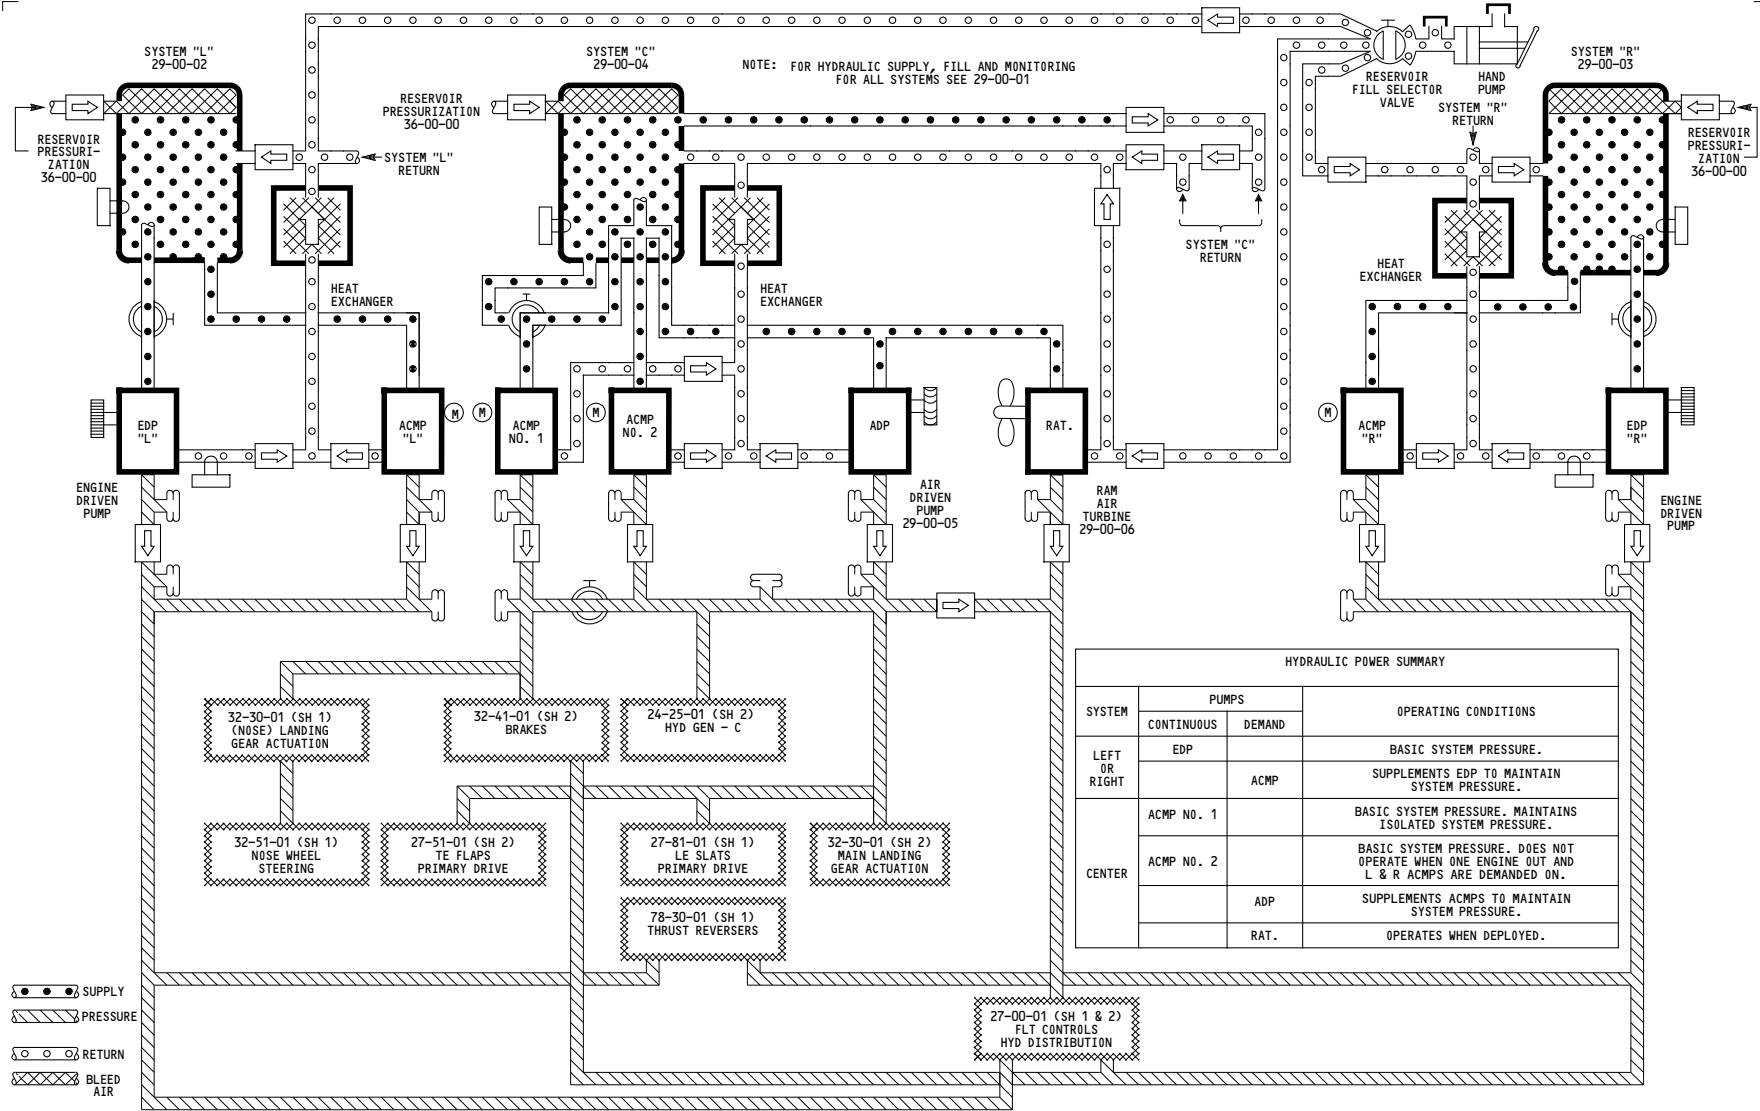 SYSTEM "L"
29-00-02
SYSTEM "C"
29-00-04
NOTE: FOR HYDRAULIC SUPPLY, FILL AND MONITORING
FOR ALL SYSTEMS SEE 29-00-01
RESERVOIR
FILL SELECTOR
VALVE
HAND
PUMP
SYSTEM "R"
29-00-03
RESERVOIR
PRESSURI-
ZATION
36-00-00
RESERVOIR
PRESSURIZATION
36-00-00
SYSTEM "R"
RETURN
RESERVOIR
PRESSURI-
ZATION
36-00-00
SYSTEM "L"
RETURN
SYSTEM "C"
RETURN
HEAT
EXCHANGER
HEAT
EXCHANGER
HEAT
EXCHANGER
EDP
"L"
ACMP
"L"
M
M
ACMP
NO. 1
M
ACMP
NO. 2
ADP
RAT.
M
ACMP
"R"
EDP
"R"
ENGINE
DRIVEN
PUMP
AIR
DRIVEN
PUMP
29-00-05
RAM
AIR
TURBINE
29-00-06
ENGINE
DRIVEN
PUMP
32-30-01 (SH 1)
(NOSE) LANDING
GEAR ACTUATION
32-41-01 (SH 2)
BRAKES
24-25-01 (SH 2)
HYD GEN - C
32-51-01 (SH 1)
NOSE WHEEL
STEERING
27-51-01 (SH 2)
TE FLAPS
PRIMARY DRIVE
27-81-01 (SH 1)
LE SLATS
PRIMARY DRIVE
32-30-01 (SH 2)
MAIN LANDING
GEAR ACTUATION
78-30-01 (SH 1)
THRUST REVERSERS
27-00-01 (SH 1 & 2)
FLT CONTROLS
HYD DISTRIBUTION
HYDRAULIC POWER SUMMARY
SYSTEM
PUMPS
OPERATING CONDITIONS
CONTINUOUS
DEMAND
LEFT
OR
RIGHT
EDP
BASIC SYSTEM PRESSURE.
ACMP
SUPPLEMENTS EDP TO MAINTAIN
SYSTEM PRESSURE.
CENTER
ACMP NO. 1
BASIC SYSTEM PRESSURE. MAINTAINS
ISOLATED SYSTEM PRESSURE.
ACMP NO. 2
BASIC SYSTEM PRESSURE. DOES NOT
OPERATE WHEN ONE ENGINE OUT AND
L & R ACMPS ARE DEMANDED ON.
ADP
SUPPLEMENTS ACMPS TO MAINTAIN
SYSTEM PRESSURE.
RAT.
OPERATES WHEN DEPLOYED.
SUPPLY
PRESSURE
RETURN
BLEED
AIR